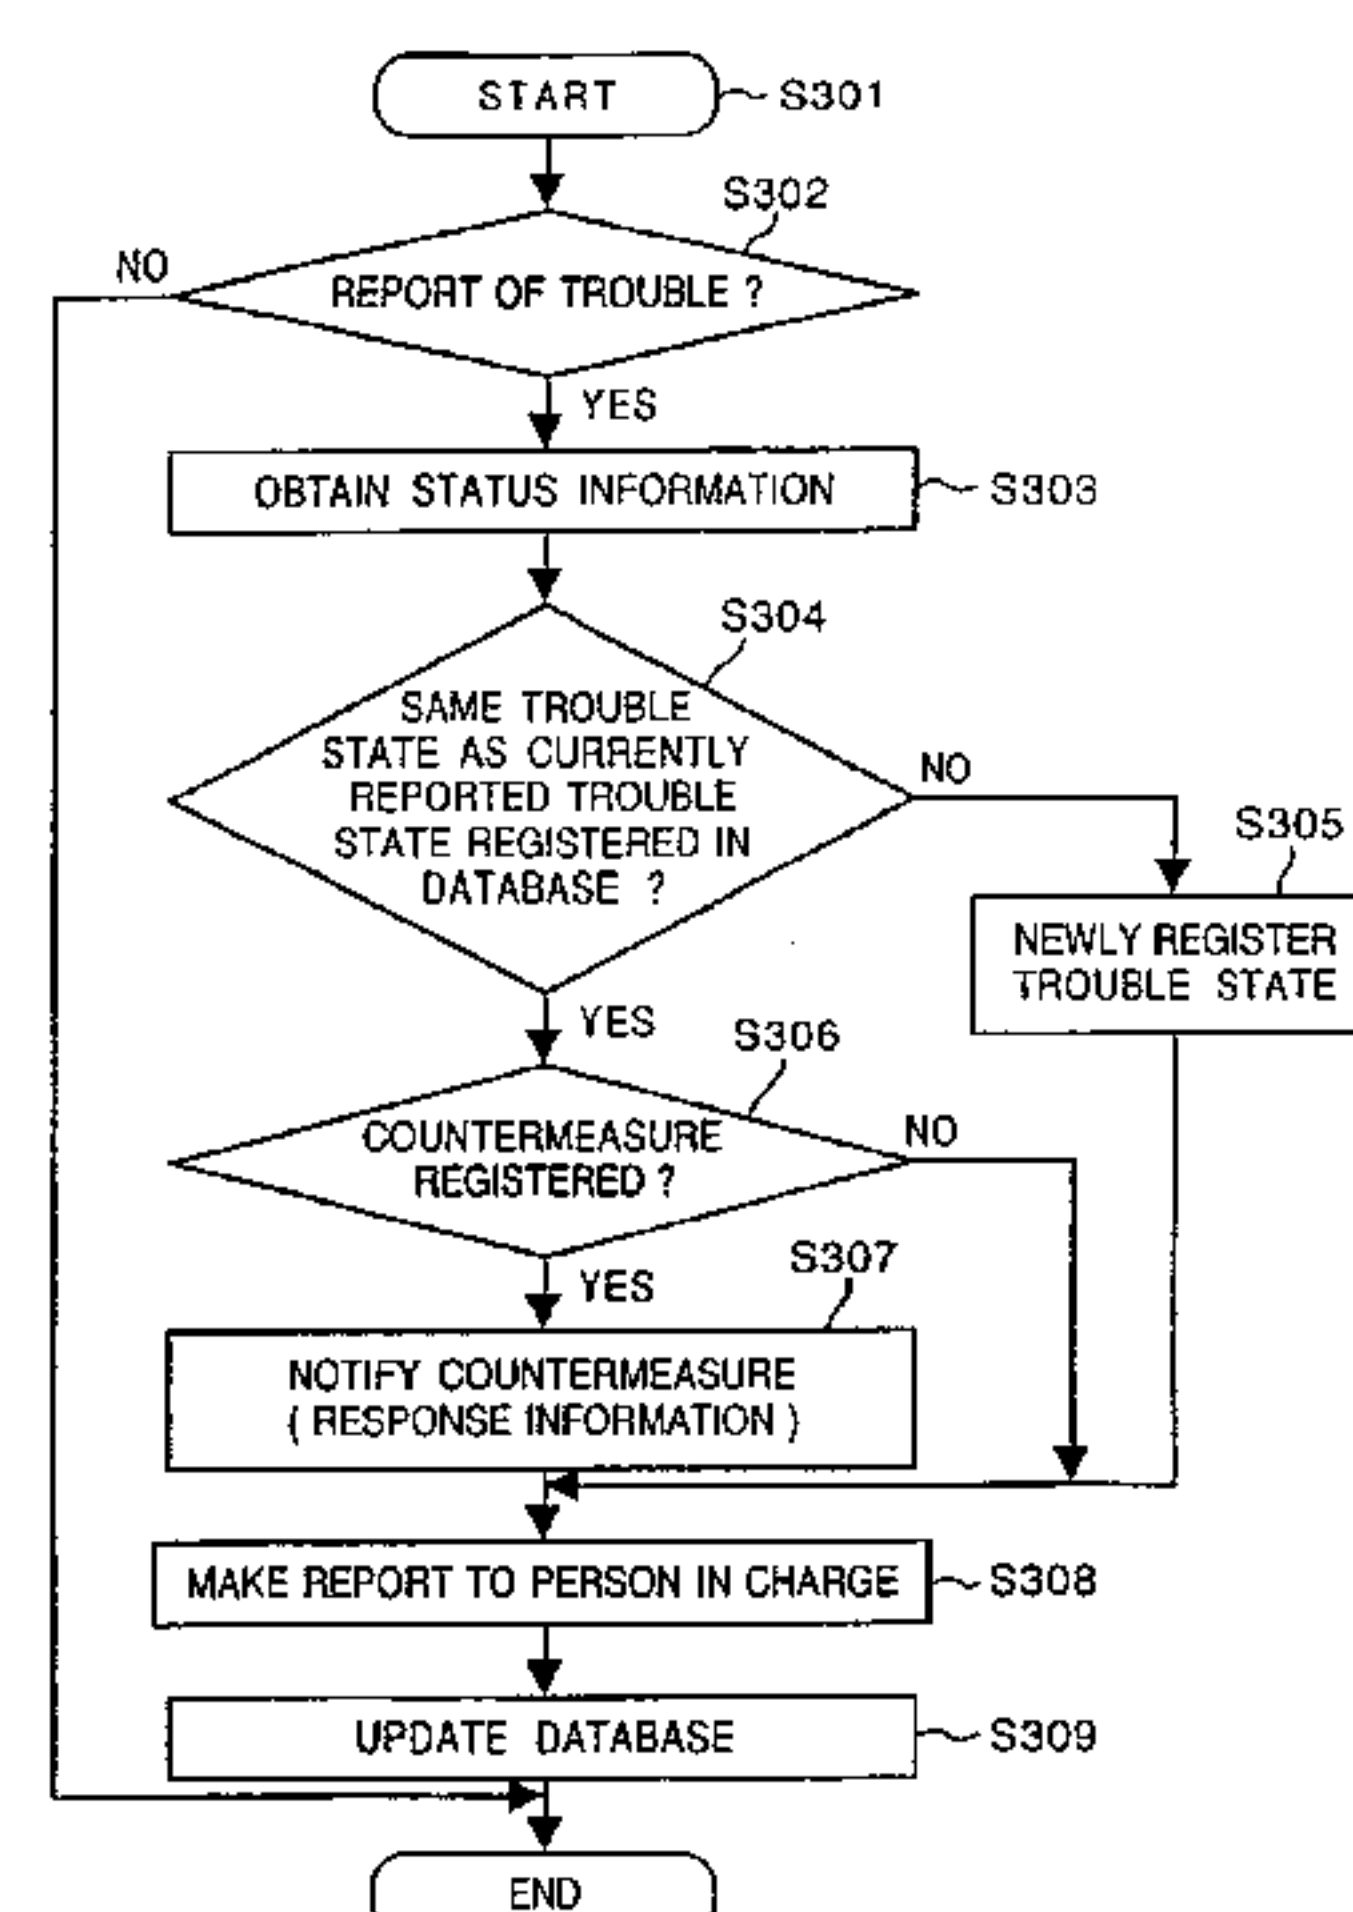 START
S301
S302
NO
REPORT OF TROUBLE ?
YES
OBTAIN STATUS INFORMATION
S303
S304
SAME TROUBLE
STATE AS CURRENTLY
REPORTED TROUBLE
STATE REGISTERED IN
DATABASE ?
NO
S305
NEWLY REGISTER
TROUBLE STATE
YES
S306
COUNTERMEASURE
REGISTERED ?
NO
YES
S307
NOTIFY COUNTERMEASURE
( RESPONSE INFORMATION )
MAKE REPORT TO PERSON IN CHARGE
S308
UPDATE DATABASE
S309
END